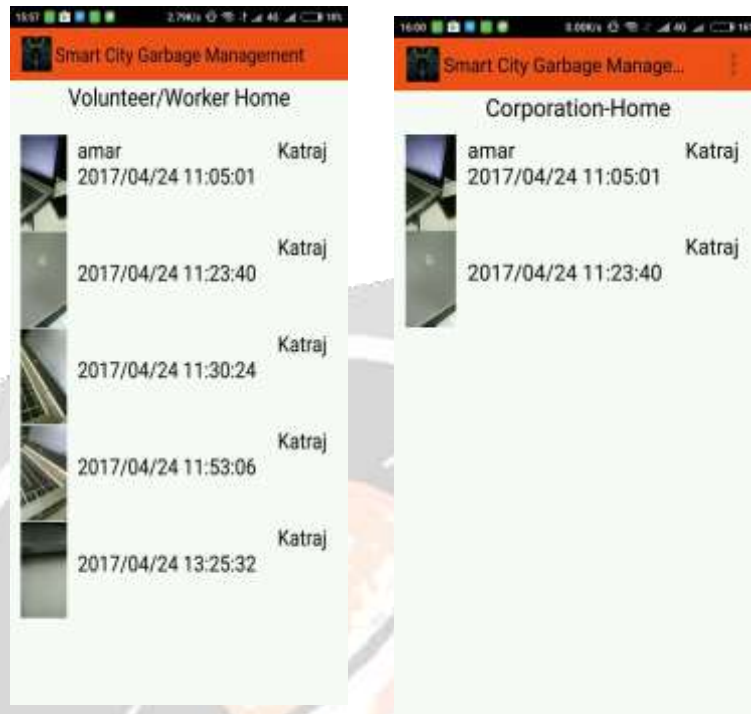 Smart City Garbage Management
Volunteer/Worker Home
amar Katraj
2017/04/24 11:05:01
Katraj
2017/04/24 11:23:40
Katraj
2017/04/24 11:30:24
Katraj
2017/04/24 11:53:06
Katraj
2017/04/24 13:25:32
16:00
Smart City Garbage Manage...
Corporation-Home
amar Katraj
2017/04/24 11:05:01
Katraj
2017/04/24 11:23:40